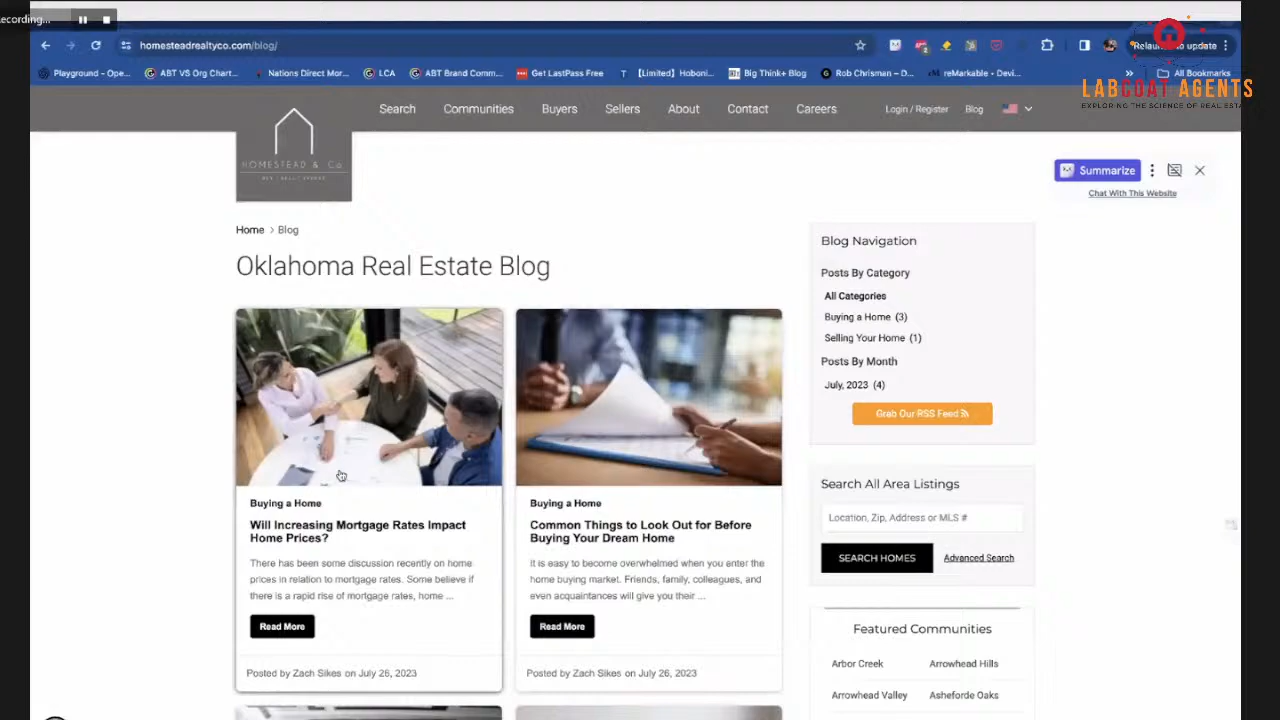 homesteadrealtyco.com/blog/
Playground - Ope...
ABT VS Org Chart...
Nations Direct Mor...
LCA
ABT Brand Comm...
Get LastPass Free
【Limited】 Hoboni...
Big Think+ Blog
Rob Chrisman – D...
reMarkable • Devi...
»
All Bookmarks
LABCOAT AGENTS
EXPLORING THE SCIENCE OF REAL ESTA
Search
Communities
Buyers
Sellers
About
Contact
Careers
Login / Register
Blog
HOMESTEAD & Co
Summarize
Chat With This Website
Home > Blog
Oklahoma Real Estate Blog
Buying a Home
Will Increasing Mortgage Rates Impact
Home Prices?
There has been some discussion recently on home
prices in relation to mortgage rates. Some believe if
there is a rapid rise of mortgage rates, home ...
Read More
Posted by Zach Sikes on July 26, 2023
Buying a Home
Common Things to Look Out for Before
Buying Your Dream Home
It is easy to become overwhelmed when you enter the
home buying market. Friends, family, colleagues, and
even acquaintances will give you their ...
Read More
Posted by Zach Sikes on July 26, 2023
Blog Navigation
Posts By Category
All Categories
Buying a Home (3)
Selling Your Home (1)
Posts By Month
July, 2023 (4)
Grab Our RSS Feed
Search All Area Listings
Location, Zip, Address or MLS #
SEARCH HOMES
Advanced Search
Featured Communities
Arbor Creek
Arrowhead Hills
Arrowhead Valley
Asheforde Oaks